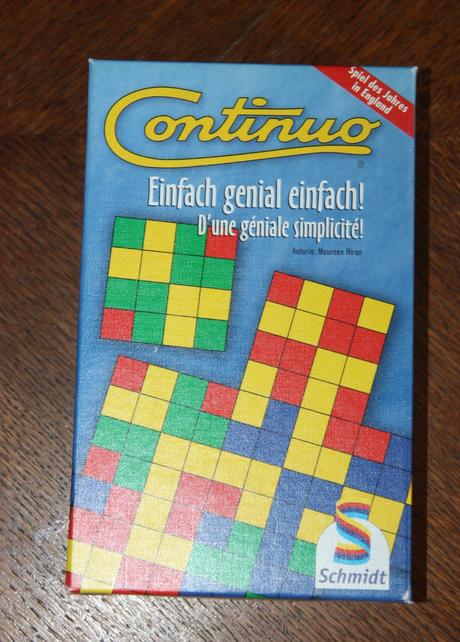 Spiel des Jahres
in England
Continuo
®
Einfach genial einfach!
D'une géniale simplicité!
Autorin: Maureen Hiron
Schmidt